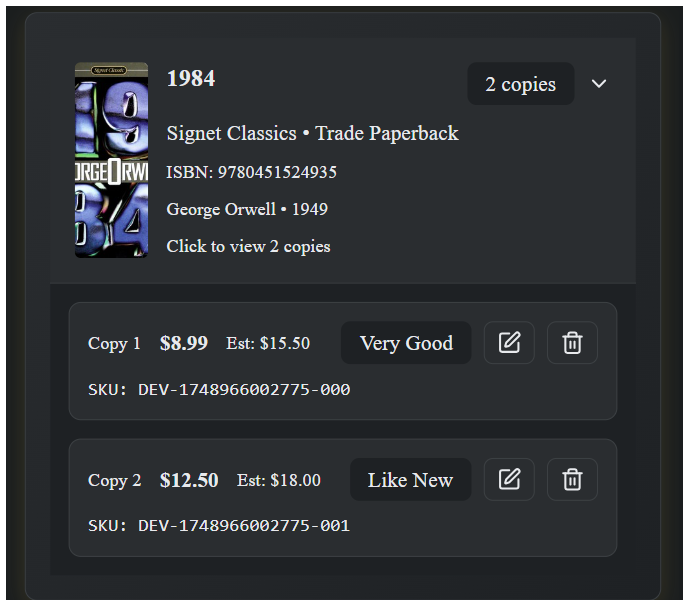 Signet Classics
19
ORGEORWE
84
1984
2 copies
Signet Classics • Trade Paperback
ISBN: 9780451524935
George Orwell • 1949
Click to view 2 copies
Copy 1 $8.99 Est: $15.50 Very Good
SKU: DEV-1748966002775-000
Copy 2 $12.50 Est: $18.00 Like New
SKU: DEV-1748966002775-001